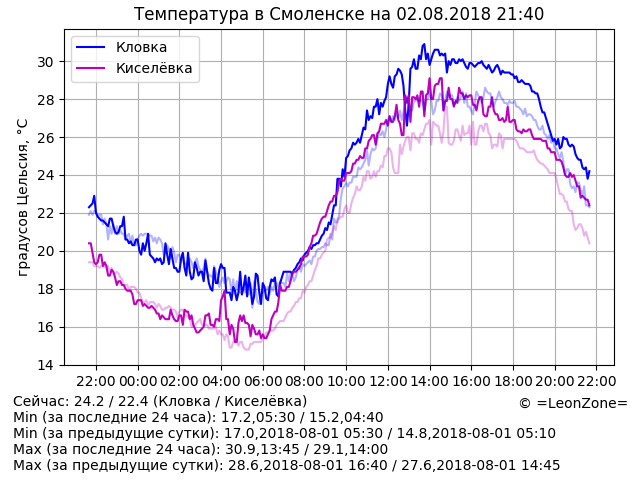 Температура в Смоленске на 02.08.2018 21:40
Кловка
Киселёвка
градусов Цельсия, °C
30
28
26
24
22
20
18
16
14
22:00 00:00 02:00 04:00 06:00 08:00 10:00 12:00 14:00 16:00 18:00 20:00 22:00
Сейчас: 24.2 / 22.4 (Кловка / Киселёвка)
© =LeonZone=
Min (за последние 24 часа): 17.2,05:30 / 15.2,04:40
Min (за предыдущие сутки): 17.0,2018-08-01 05:30 / 14.8,2018-08-01 05:10
Max (за последние 24 часа): 30.9,13:45 / 29.1,14:00
Max (за предыдущие сутки): 28.6,2018-08-01 16:40 / 27.6,2018-08-01 14:45